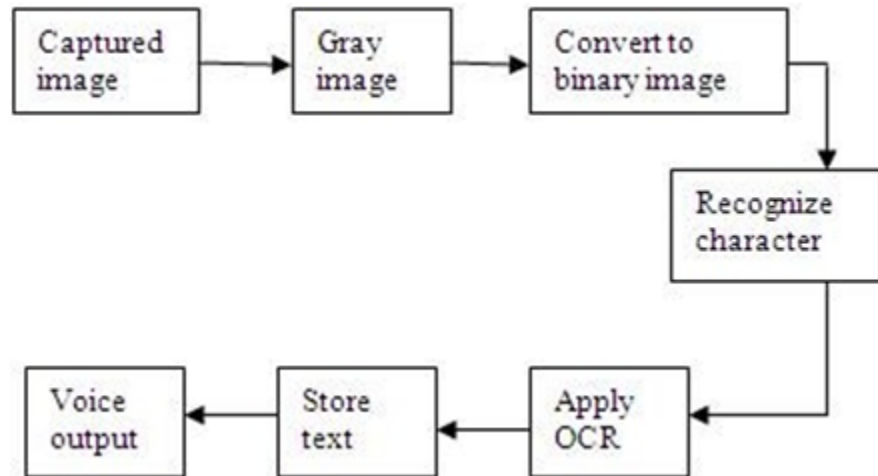 Captured
image
Gray
image
Convert to
binary image
Recognize
character
Apply
OCR
Store
text
Voice
output